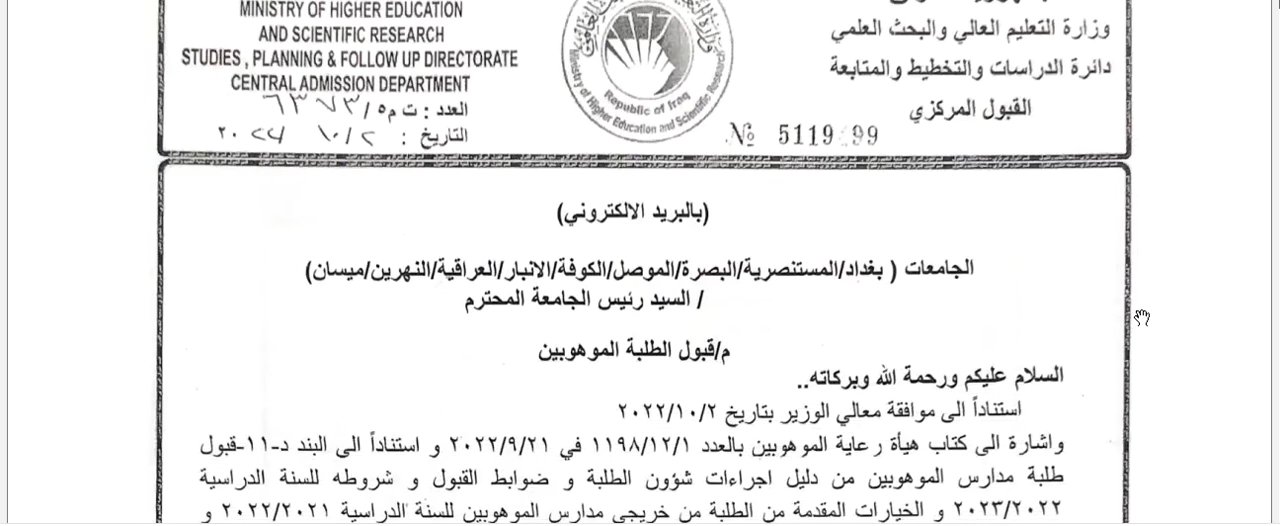 MINISTRY OF HIGHER EDUCATION
AND SCIENTIFIC RESEARCH
STUDIES , PLANNING & FOLLOW UP DIRECTORATE
CENTRAL ADMISSION DEPARTMENT
العدد : ت م٥/ ٦٣٧٣
التاريخ : ٢ /١٠/ ٢٠٢٢
Ministry of Higher Education and Scientific Research
Republic of Iraq
وزارة التعليم العالي والبحث العلمي
دائرة الدراسات والتخطيط والمتابعة
القبول المركزي
№ 5119 99
(بالبريد الالكتروني)
الجامعات ( بغداد/المستنصرية/البصرة/الموصل/الكوفة/الانبار/العراقية/النهرين/ميسان)
/ السيد رئيس الجامعة المحترم
م/قبول الطلبة الموهوبين
السلام عليكم ورحمة الله وبركاته..
استناداً الى موافقة معالي الوزير بتاريخ ٢٠٢٢/١٠/٢
واشارة الى كتاب هيأة رعاية الموهوبين بالعدد ١١٩٨/١٢/١ في ٢٠٢٢/٩/٢١ و استناداً الى البند د-١١-قبول
طلبة مدارس الموهوبين من دليل اجراءات شؤون الطلبة و ضوابط القبول و شروطه للسنة الدراسية
٢٠٢٣/٢٠٢٢ و الخيارات المقدمة من الطلبة من خريجي مدارس الموهوبين للسنة الدراسية ٢٠٢٢/٢٠٢١ و